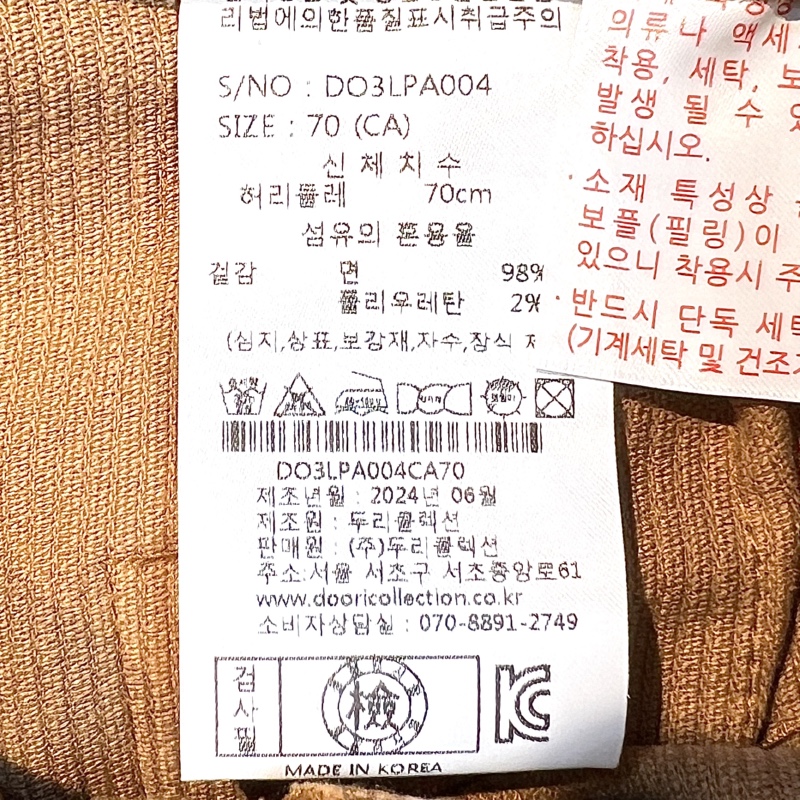 리법에의한품질표시취급주의
S/NO : DO3LPA004
SIZE : 70 (CA)
신 체 치 수
허리둘레 70cm
섬유의 혼용율
겉감 면 98%
폴리우레탄 2%
(심지,상표,보강재,자수,장식
DO3LPA004CA70
제조년월 : 2024년 06월
제조원 : 두리콜렉션
판매원 : (주)두리콜렉션
주소:서울 서초구 서초중앙로61
www.dooricollection.co.kr
소비자상담실 : 070-8891-2749
검사필
檢
KC
MADE IN KOREA
의류나 액세
착용, 세탁, 보
발생 될 수 있
하십시오.
·소재 특성상
보플(필링)이
있으니 착용시 주
·반드시 단독 세탁
(기계세탁 및 건조기